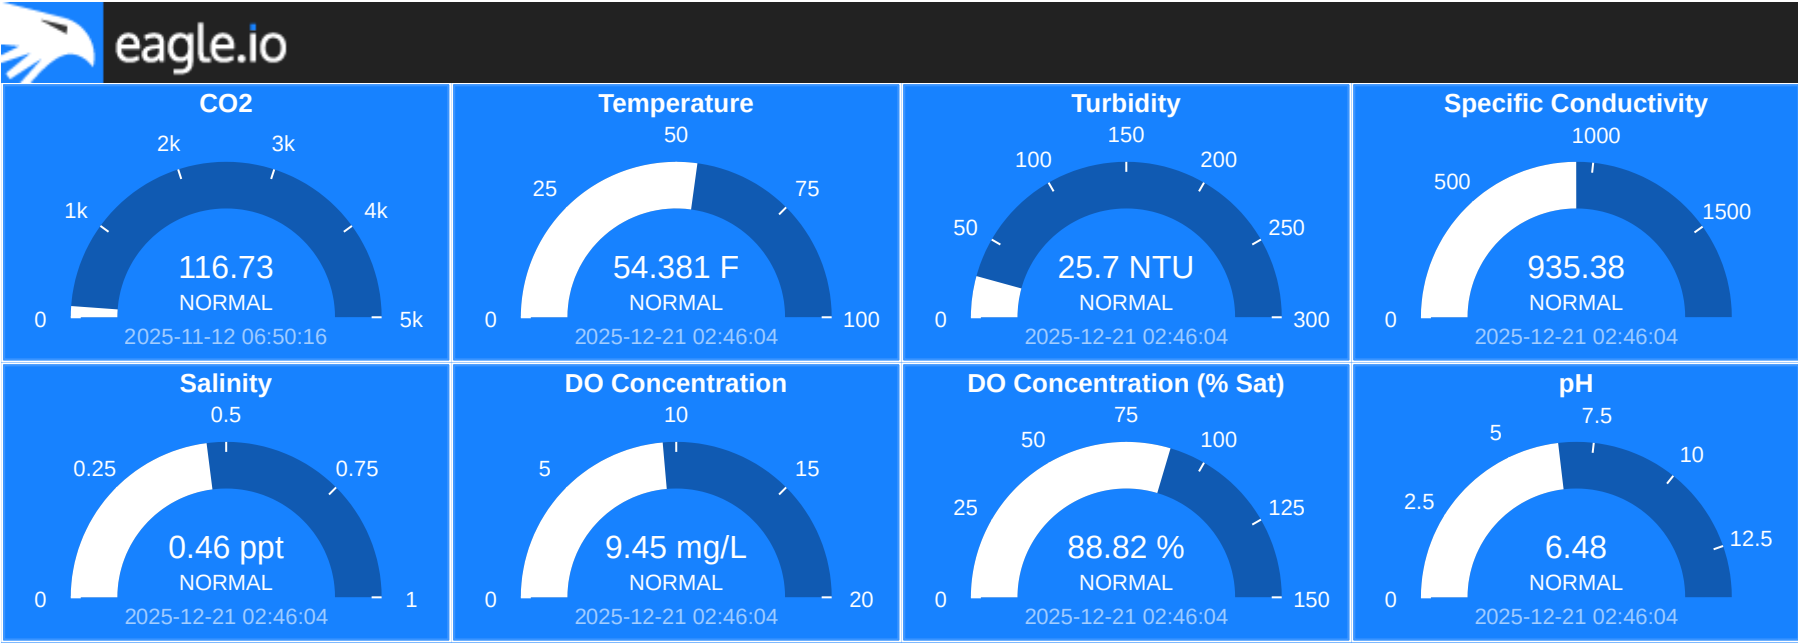 eagle.io
CO2
2k
3k
1k
4k
116.73
NORMAL
0
5k
2025-11-12 06:50:16
Temperature
50
25
75
54.381 F
NORMAL
0
100
2025-12-21 02:46:04
Turbidity
150
100
200
50
250
25.7 NTU
NORMAL
0
300
2025-12-21 02:46:04
Specific Conductivity
1000
500
1500
935.38
NORMAL
0
2025-12-21 02:46:04
Salinity
0.5
0.25
0.75
0.46 ppt
NORMAL
0
1
2025-12-21 02:46:04
DO Concentration
10
5
15
9.45 mg/L
NORMAL
0
20
2025-12-21 02:46:04
DO Concentration (% Sat)
75
50
100
25
125
88.82 %
NORMAL
0
150
2025-12-21 02:46:04
pH
7.5
5
10
2.5
12.5
6.48
NORMAL
0
2025-12-21 02:46:04